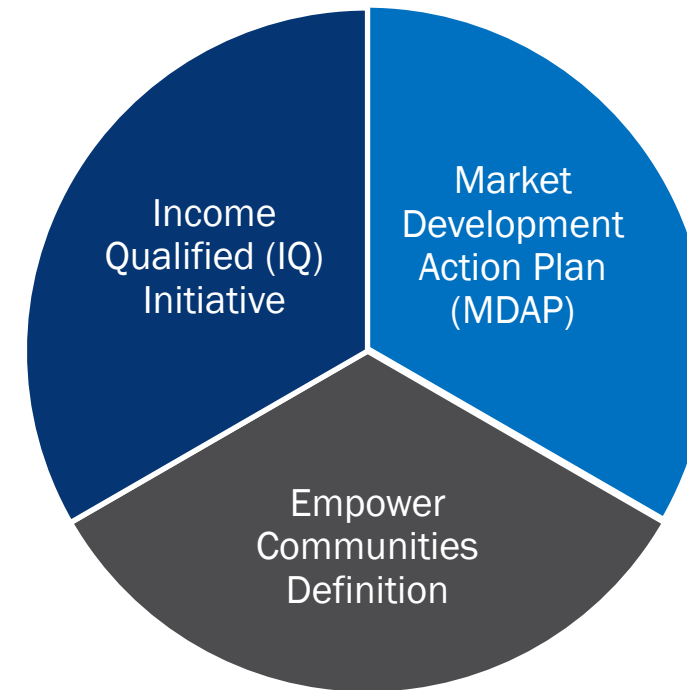 Income
Qualified (IQ)
Initiative
Market
Development
Action Plan
(MDAP)
Empower
Communities
Definition